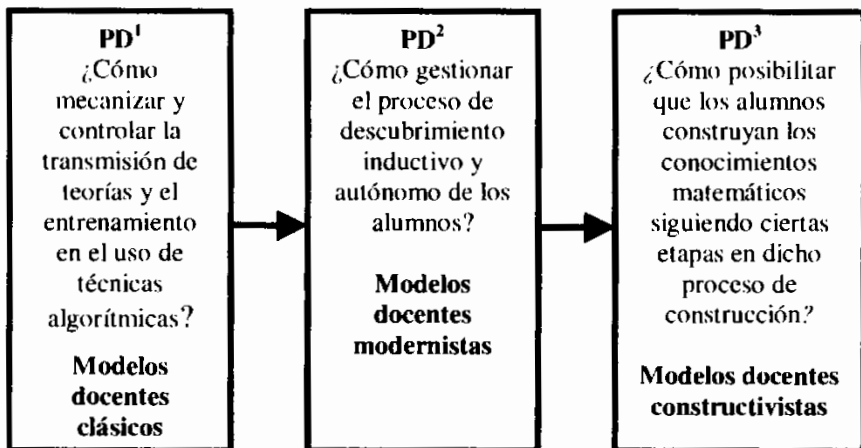 PD¹
¿Cómo
mecanizar y
controlar la
transmisión de
teorías y el
entrenamiento
en el uso de
técnicas
algorítmicas?
Modelos
docentes
clásicos
PD²
¿Cómo gestionar
el proceso de
descubrimiento
inductivo y
autónomo de los
alumnos?
Modelos
docentes
modernistas
PD³
¿Cómo posibilitar
que los alumnos
construyan los
conocimientos
matemáticos
siguiendo ciertas
etapas en dicho
proceso de
construcción?
Modelos docentes
constructivistas